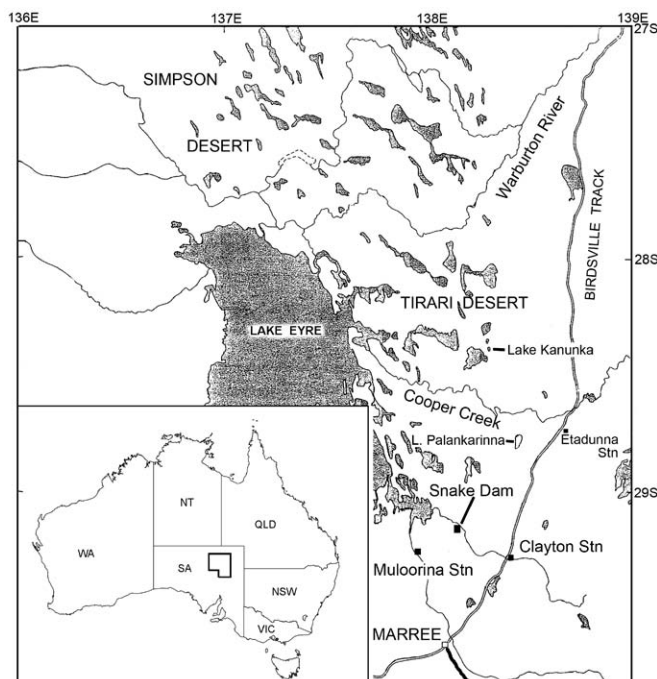 136E 137E 138E 139E
27S
SIMPSON
DESERT
Warburton River
BIRDSVILLE TRACK
28S
TIRARI DESERT
LAKE EYRE
Lake Kanunka
Cooper Creek
L. Palankarinna
Etadunna
Stn
29S
Snake Dam
Clayton Stn
Muloorina Stn
MARREE
NT
QLD
WA
SA
NSW
VIC